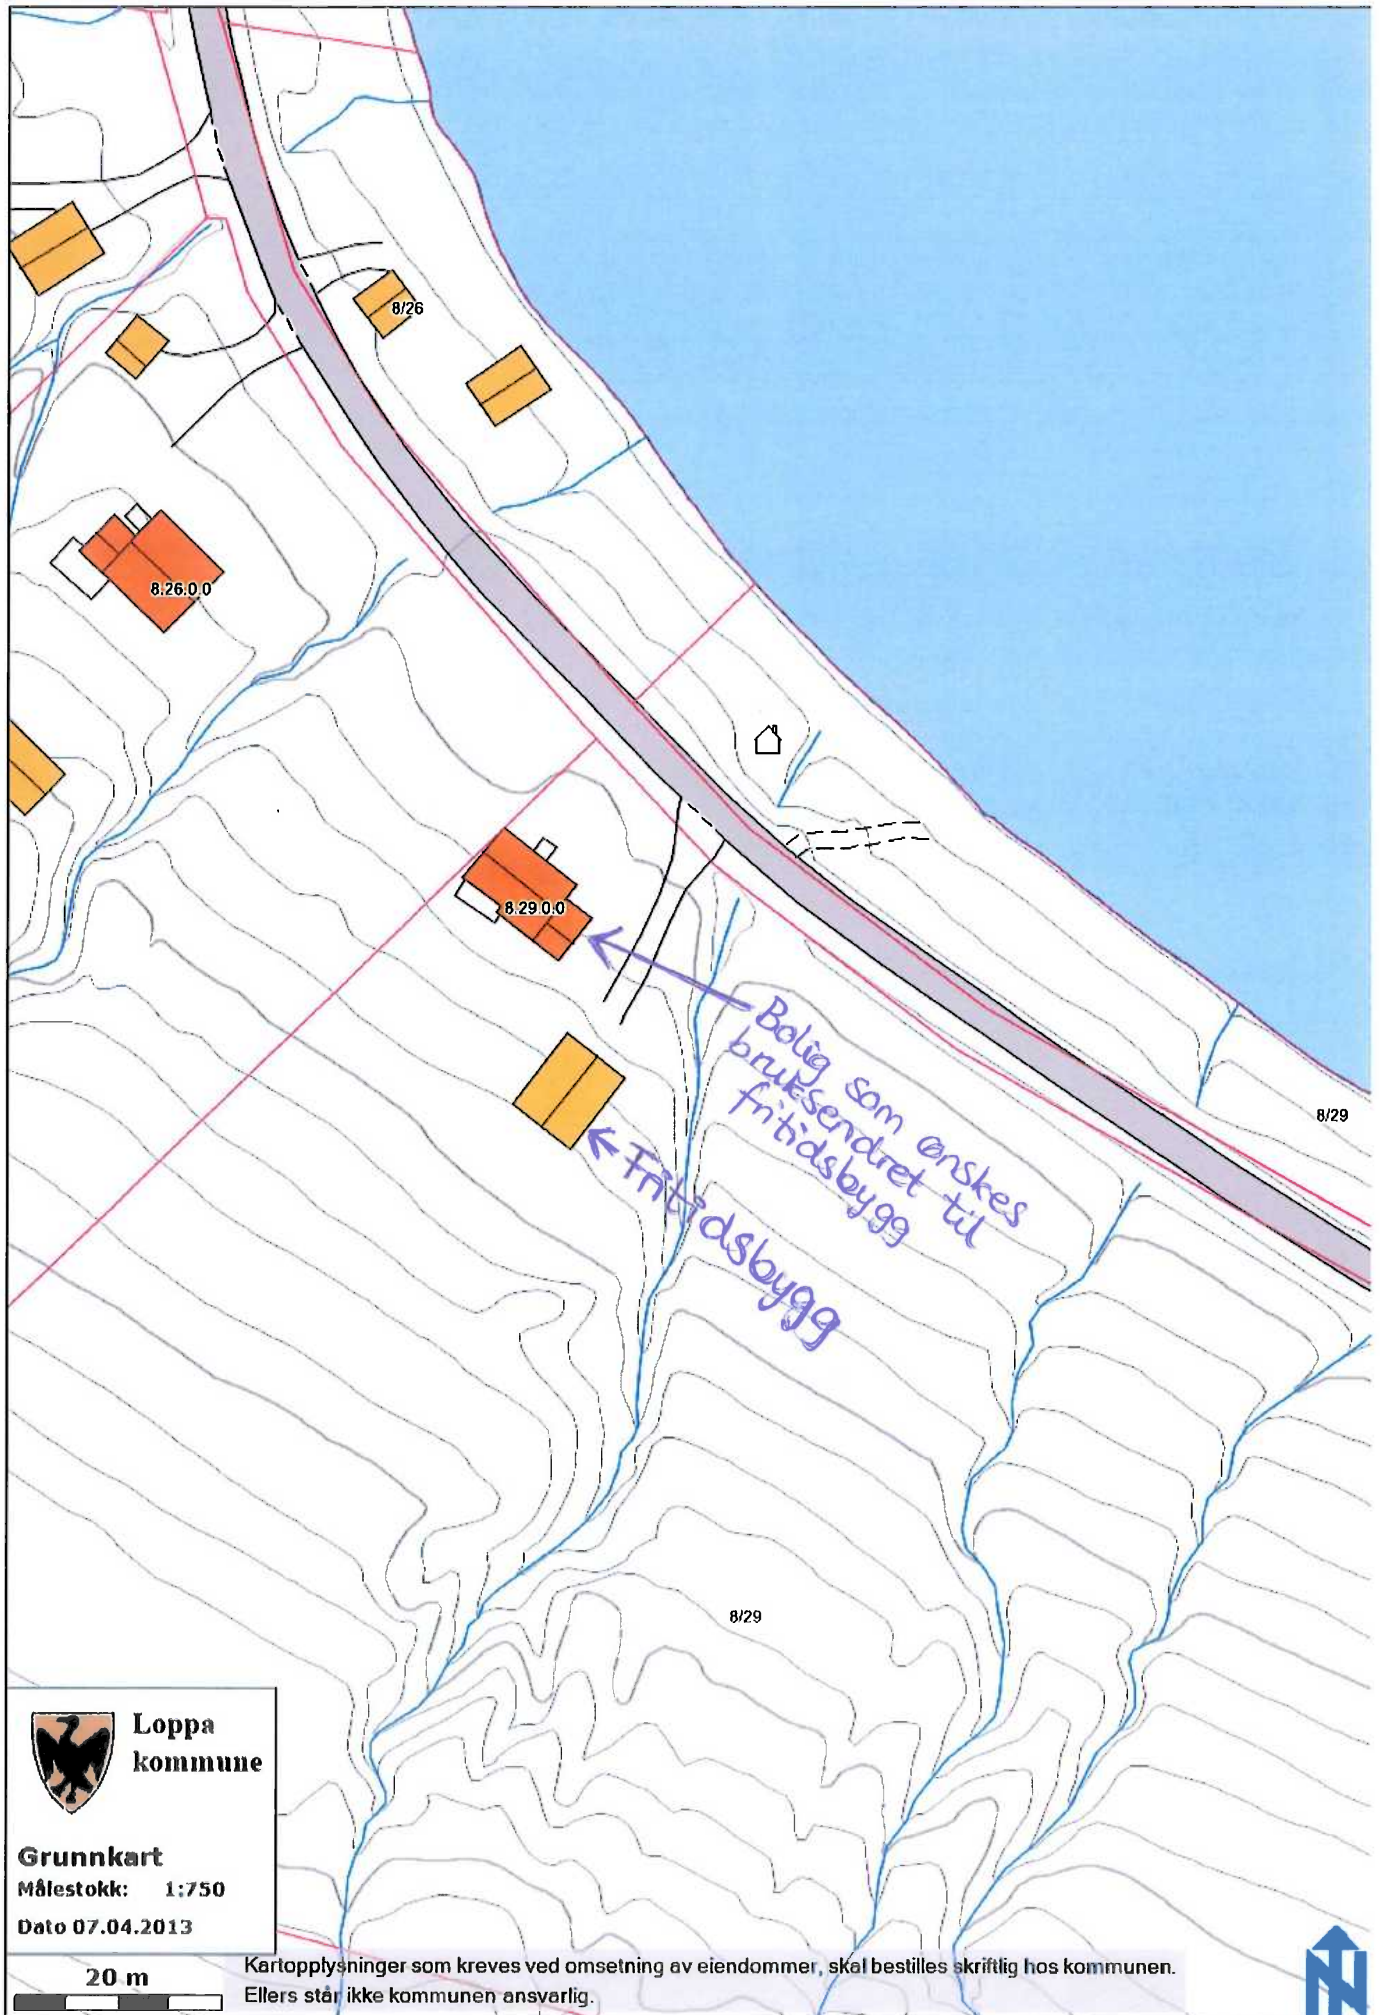 8/26
8.26.0.0
8.29.0.0
Bolig som ønskes
bruksendret til
fritidsbygg
Fritidsbygg
8/29
8/29
Loppa
kommune
Grunnkart
Målestokk: 1:750
Dato 07.04.2013
20 m
Kartopplysninger som kreves ved omsetning av eiendommer, skal bestilles skriftlig hos kommunen.
Ellers står ikke kommunen ansvarlig.
N